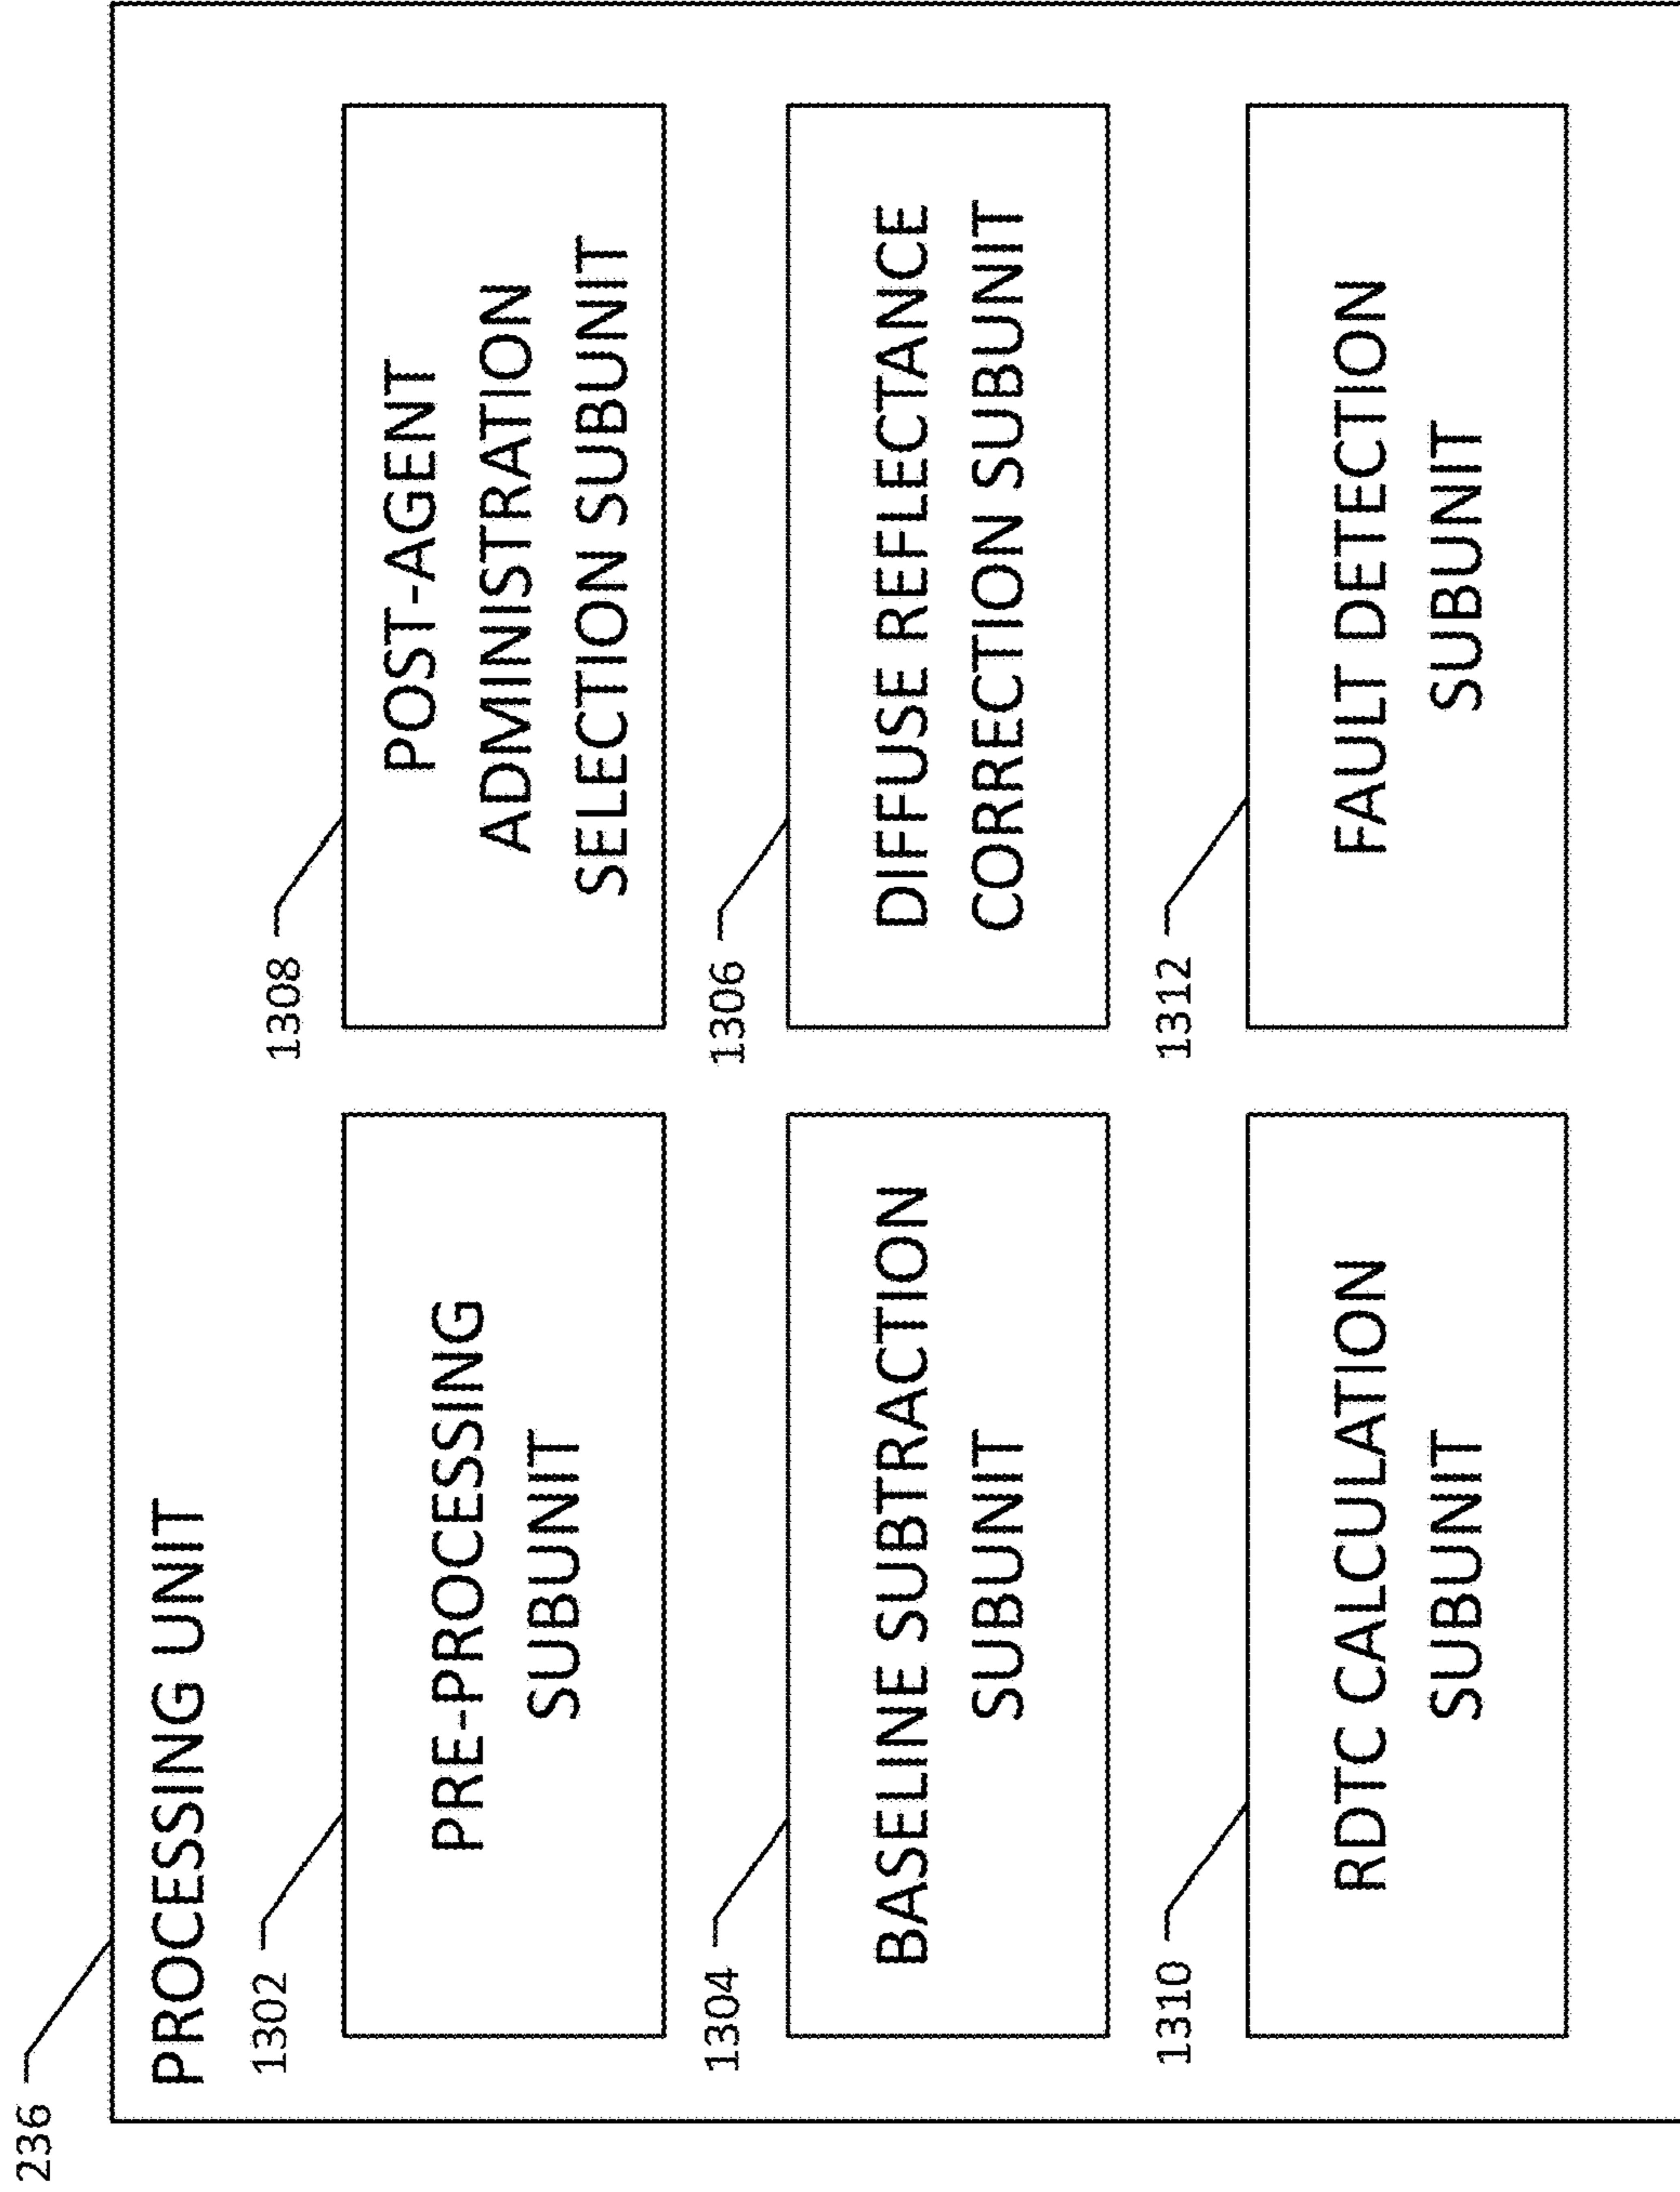 236
PROCESSING UNIT
1302
PRE-PROCESSING
SUBUNIT
1308
POST-AGENT
ADMINISTRATION
SELECTION SUBUNIT
1304
BASELINE SUBTRACTION
SUBUNIT
1306
DIFFUSE REFLECTANCE
CORRECTION SUBUNIT
1310
RDTC CALCULATION
SUBUNIT
1312
FAULT DETECTION
SUBUNIT